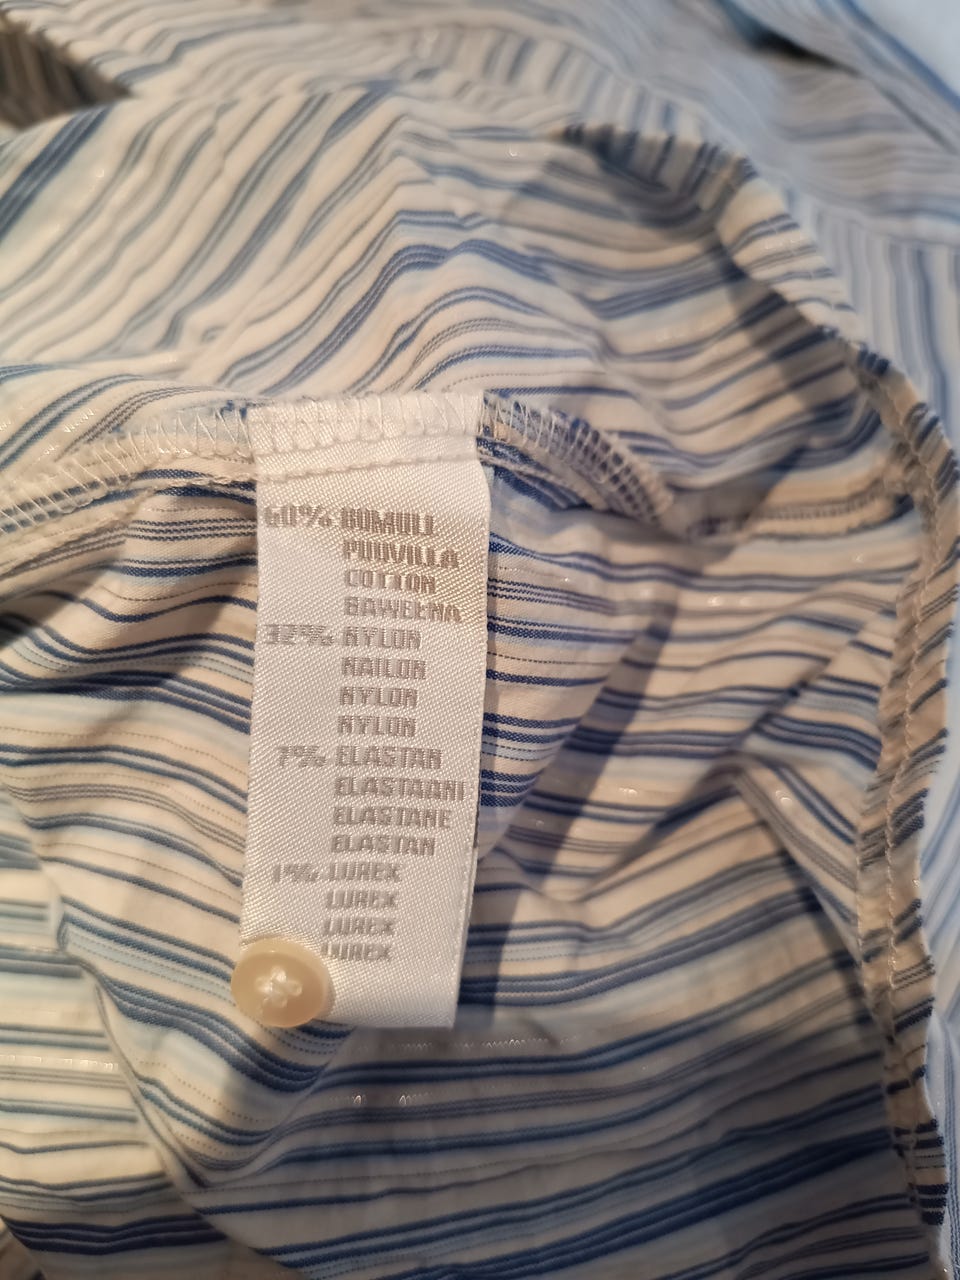 60% BOMULL
PUUVILLA
COTTON
BAWEŁNA
32% NYLON
NAILON
NYLON
NYLON
7% ELASTAN
ELASTAANI
ELASTANE
ELASTAN
1% LUREX
LUREX
LUREX
LUREX